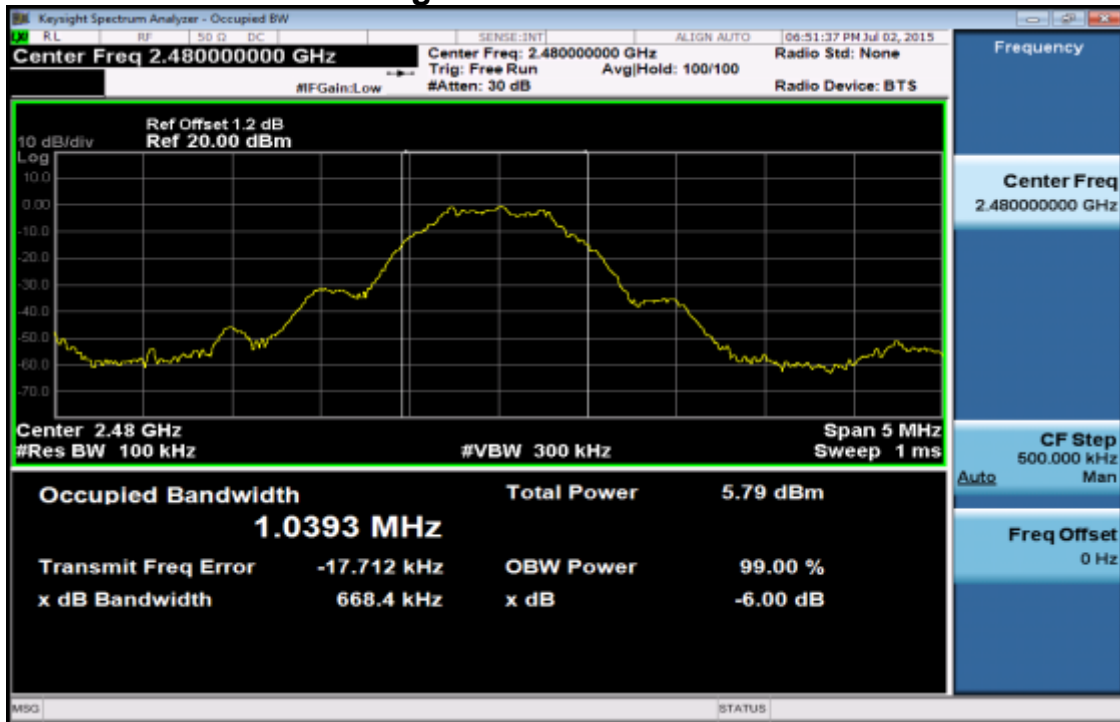 Keysight Spectrum Analyzer - Occupied BW
RL RF 50 Ω DC SENSE:INT ALIGN AUTO 06:51:37 PM Jul 02, 2015
Center Freq 2.480000000 GHz
Center Freq: 2.480000000 GHz
Radio Std: None
Trig: Free Run Avg|Hold: 100/100
#IFGain:Low
#Atten: 30 dB
Radio Device: BTS
Frequency
Ref Offset 1.2 dB
10 dB/div Ref 20.00 dBm
Log
10.0
0.00
-10.0
-20.0
-30.0
-40.0
-50.0
-60.0
-70.0
Center 2.48 GHz Span 5 MHz
#Res BW 100 kHz #VBW 300 kHz Sweep 1 ms
Center Freq
2.480000000 GHz
CF Step
500.000 kHz
Auto Man
Freq Offset
0 Hz
Occupied Bandwidth Total Power 5.79 dBm
1.0393 MHz
Transmit Freq Error -17.712 kHz OBW Power 99.00 %
x dB Bandwidth 668.4 kHz x dB -6.00 dB
MSG STATUS